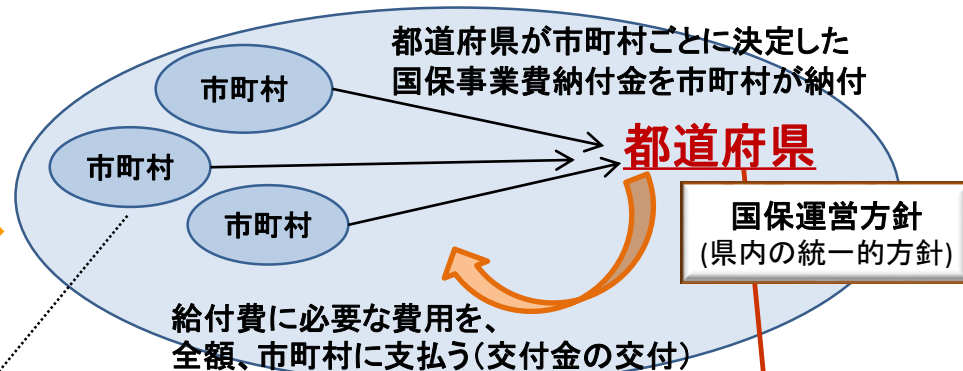 都道府県が市町村ごとに決定した
国保事業費納付金を市町村が納付
市町村
市町村
市町村
都道府県
国保運営方針
(県内の統一的方針)
給付費に必要な費用を、
全額、市町村に支払う(交付金の交付)